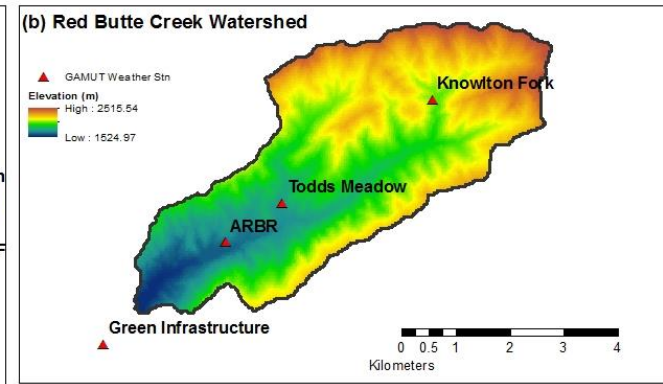 (b) Red Butte Creek Watershed
GAMUT Weather Stn
Elevation (m)
High : 2515.54
Low : 1524.97
Knowlton Fork
Todds Meadow
ARBR
Green Infrastructure
0 0.5 1 2 3 4
Kilometers